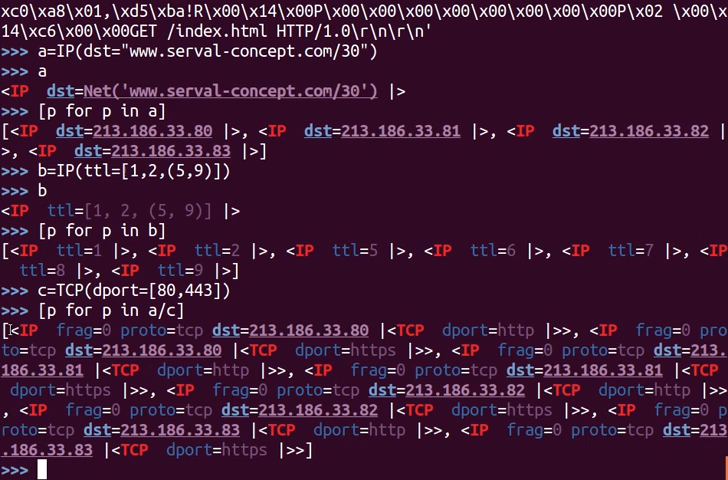 xc0\xa8\x01,\xd5\xba!R\x00\x14\x00P\x00\x00\x00\x00\x00\x00\x00\x00P\x02 \x00\x
14\xc6\x00\x00GET /index.html HTTP/1.0\r\n\r\n'
>>> a=IP(dst="www.serval-concept.com/30")
>>> a
<IP  dst=Net('www.serval-concept.com/30') |>
>>> [p for p in a]
[<IP  dst=213.186.33.80 |>, <IP  dst=213.186.33.81 |>, <IP  dst=213.186.33.82 |
>, <IP  dst=213.186.33.83 |>]
>>> b=IP(ttl=[1,2,(5,9)])
>>> b
<IP  ttl=[1, 2, (5, 9)] |>
>>> [p for p in b]
[<IP  ttl=1 |>, <IP  ttl=2 |>, <IP  ttl=5 |>, <IP  ttl=6 |>, <IP  ttl=7 |>, <IP
  ttl=8 |>, <IP  ttl=9 |>]
>>> c=TCP(dport=[80,443])
>>> [p for p in a/c]
[<IP  frag=0 proto=tcp dst=213.186.33.80 |<TCP  dport=http |>>, <IP  frag=0 pro
to=tcp dst=213.186.33.80 |<TCP  dport=https |>>, <IP  frag=0 proto=tcp dst=213.
186.33.81 |<TCP  dport=http |>>, <IP  frag=0 proto=tcp dst=213.186.33.81 |<TCP
 dport=https |>>, <IP  frag=0 proto=tcp dst=213.186.33.82 |<TCP  dport=http |>>
, <IP  frag=0 proto=tcp dst=213.186.33.82 |<TCP  dport=https |>>, <IP  frag=0 p
roto=tcp dst=213.186.33.83 |<TCP  dport=http |>>, <IP  frag=0 proto=tcp dst=213
.186.33.83 |<TCP  dport=https |>>]
>>>